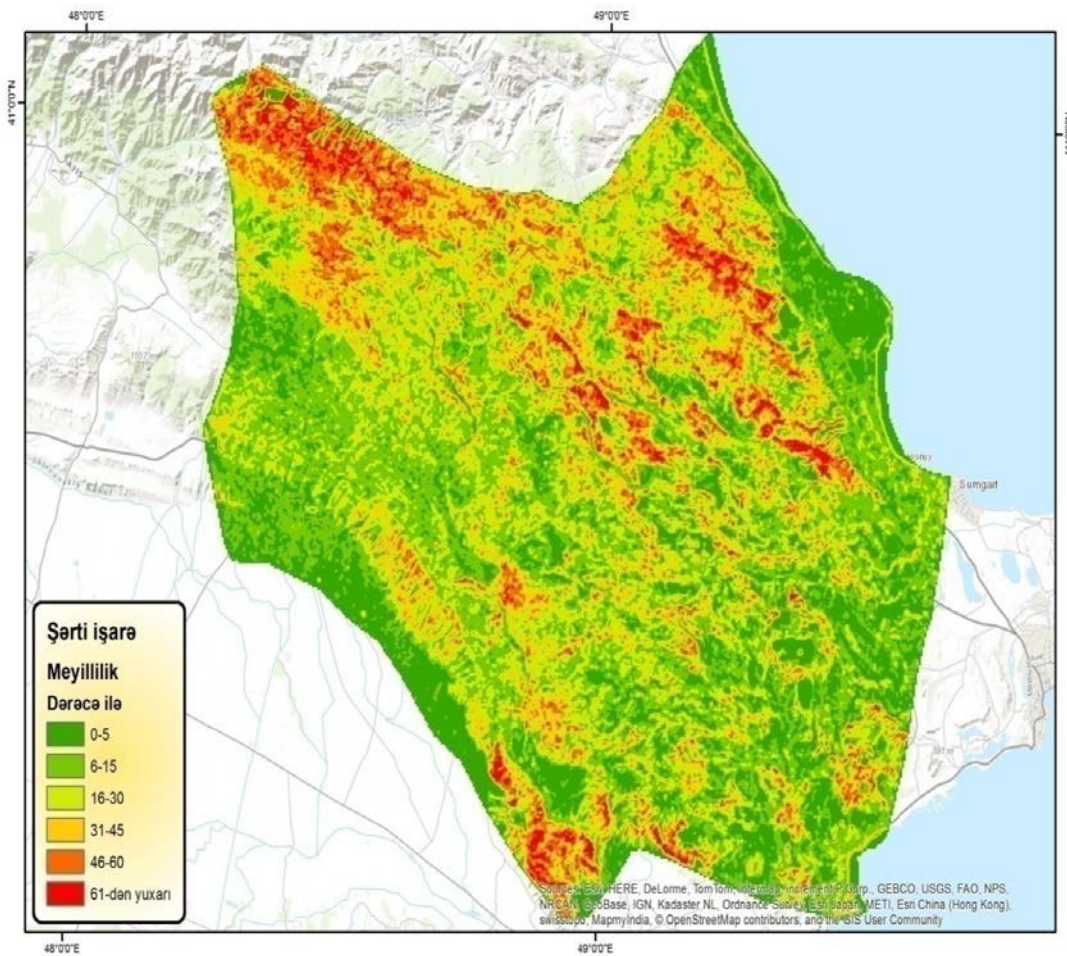 48°0'0"E
49°0'0"E
41°0'0"N
Sumgait
Şərti işarə
Meyillilik
Dərəcə ilə
0-5
6-15
16-30
31-45
46-60
61-dən yuxarı
Sources: Esri, HERE, DeLorme, TomTom, Intermap, increment P Corp., GEBCO, USGS, FAO, NPS,
NRCAN, GeoBase, IGN, Kadaster NL, Ordnance Survey, Esri Japan, METI, Esri China (Hong Kong),
swisstopo, MapmyIndia, © OpenStreetMap contributors, and the GIS User Community
48°0'0"E
49°0'0"E